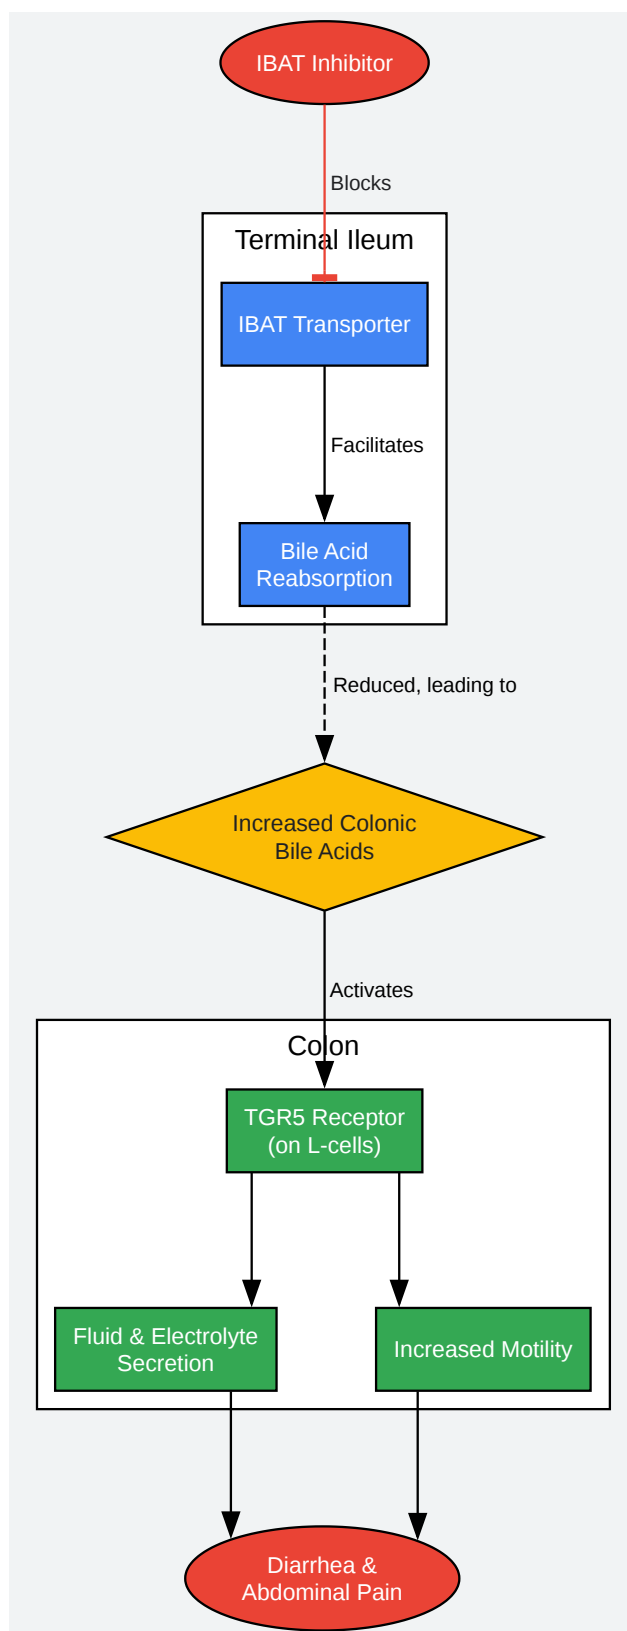 IBAT Inhibitor
Blocks
Terminal Ileum
IBAT Transporter
Facilitates
Bile Acid
Reabsorption
Reduced, leading to
Increased Colonic
Bile Acids
Activates
Colon
TGR5 Receptor
(on L-cells)
Fluid & Electrolyte
Secretion
Increased Motility
Diarrhea &
Abdominal Pain